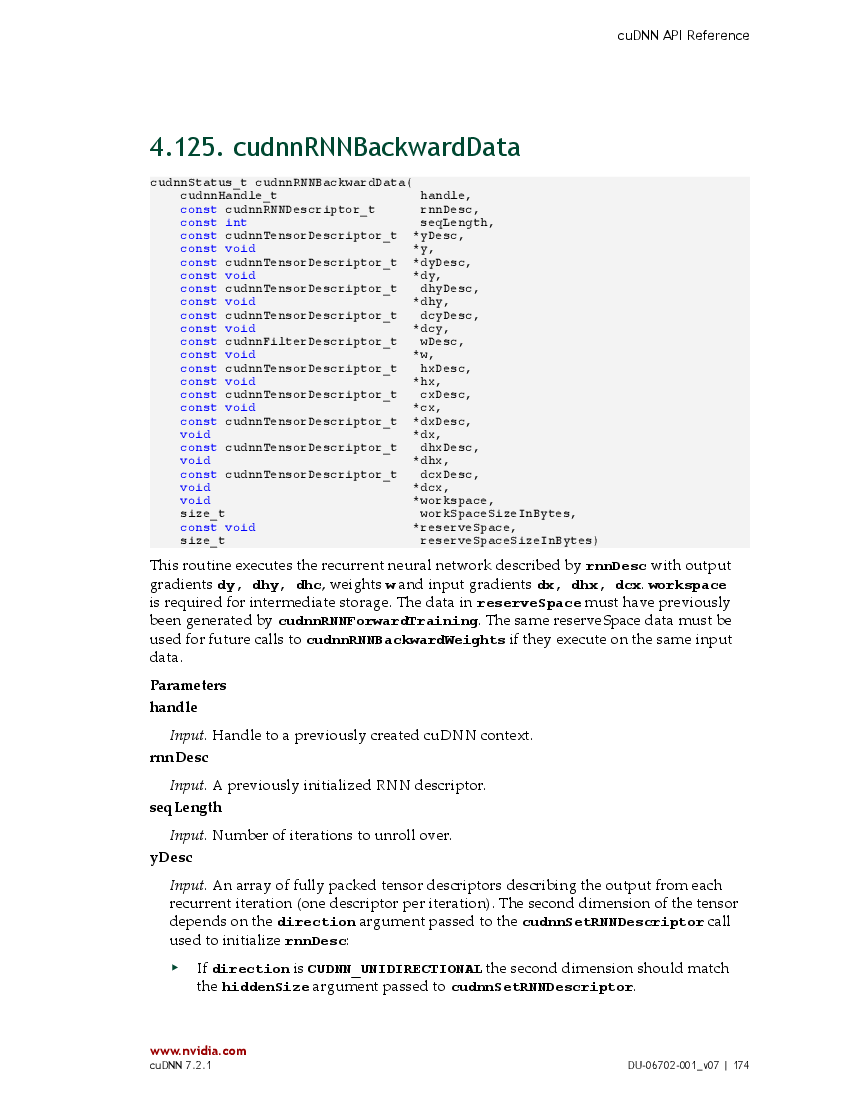 cuDNN API Reference
4.125. cudnnRNNBackwardData
cudnnStatus_t cudnnRNNBackwardData(
    cudnnHandle_t                   handle,
    const cudnnRNNDescriptor_t      rnnDesc,
    const int                       seqLength,
    const cudnnTensorDescriptor_t  *yDesc,
    const void                     *y,
    const cudnnTensorDescriptor_t  *dyDesc,
    const void                     *dy,
    const cudnnTensorDescriptor_t   dhyDesc,
    const void                     *dhy,
    const cudnnTensorDescriptor_t   dcyDesc,
    const void                     *dcy,
    const cudnnFilterDescriptor_t   wDesc,
    const void                     *w,
    const cudnnTensorDescriptor_t   hxDesc,
    const void                     *hx,
    const cudnnTensorDescriptor_t   cxDesc,
    const void                     *cx,
    const cudnnTensorDescriptor_t  *dxDesc,
    void                           *dx,
    const cudnnTensorDescriptor_t   dhxDesc,
    void                           *dhx,
    const cudnnTensorDescriptor_t   dcxDesc,
    void                           *dcx,
    void                           *workspace,
    size_t                          workSpaceSizeInBytes,
    const void                     *reserveSpace,
    size_t                          reserveSpaceSizeInBytes)
This routine executes the recurrent neural network described by rnnDesc with output
gradients dy, dhy, dhc, weights w and input gradients dx, dhx, dcx. workspace
is required for intermediate storage. The data in reserveSpace must have previously
been generated by cudnnRNNForwardTraining. The same reserveSpace data must be
used for future calls to cudnnRNNBackwardWeights if they execute on the same input
data.
Parameters
handle
Input. Handle to a previously created cuDNN context.
rnnDesc
Input. A previously initialized RNN descriptor.
seqLength
Input. Number of iterations to unroll over.
yDesc
Input. An array of fully packed tensor descriptors describing the output from each
recurrent iteration (one descriptor per iteration). The second dimension of the tensor
depends on the direction argument passed to the cudnnSetRNNDescriptor call
used to initialize rnnDesc:
‣ If direction is CUDNN_UNIDIRECTIONAL the second dimension should match
the hiddenSize argument passed to cudnnSetRNNDescriptor.
www.nvidia.com
cuDNN 7.2.1 DU-06702-001_v07 | 174